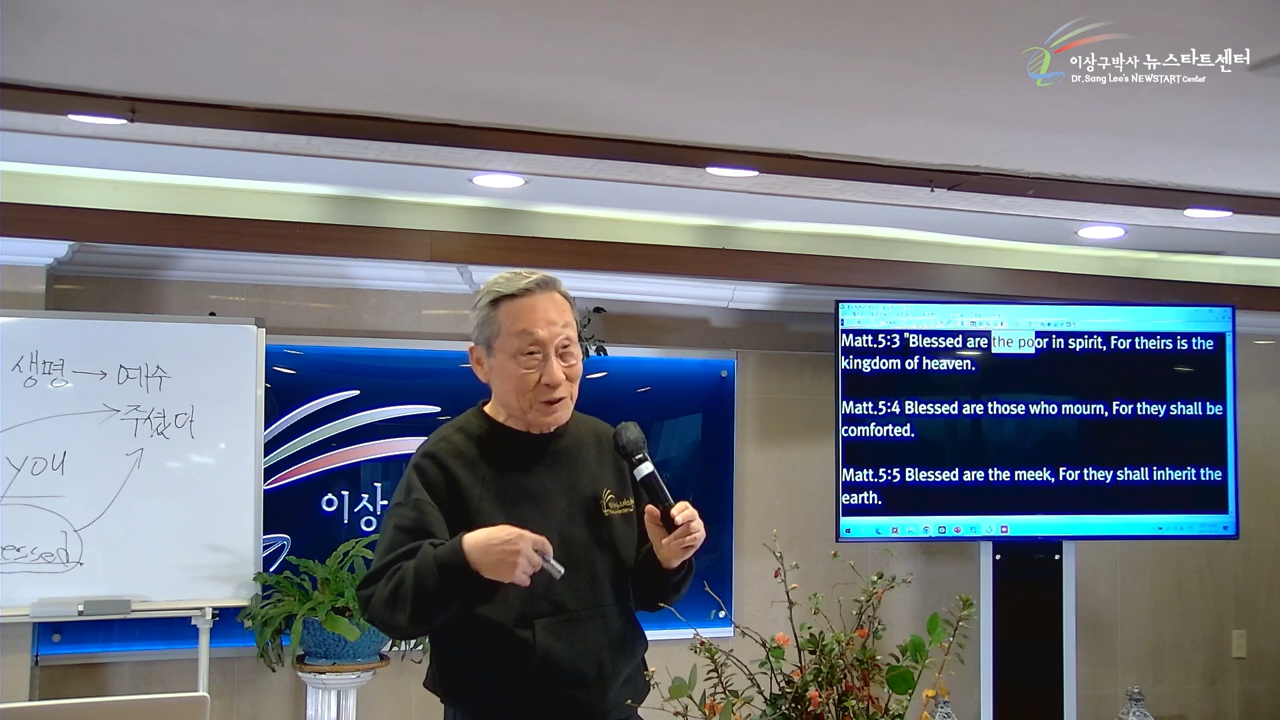 이상구박사 뉴스타트센터
Dr. Sang Lee's NEWSTART Center
생명 → 예수
주셨다
YOU
essed
이상
Matt.5:3 "Blessed are the poor in spirit, For theirs is the
kingdom of heaven.
Matt.5:4 Blessed are those who mourn, For they shall be
comforted.
Matt.5:5 Blessed are the meek, For they shall inherit the
earth.